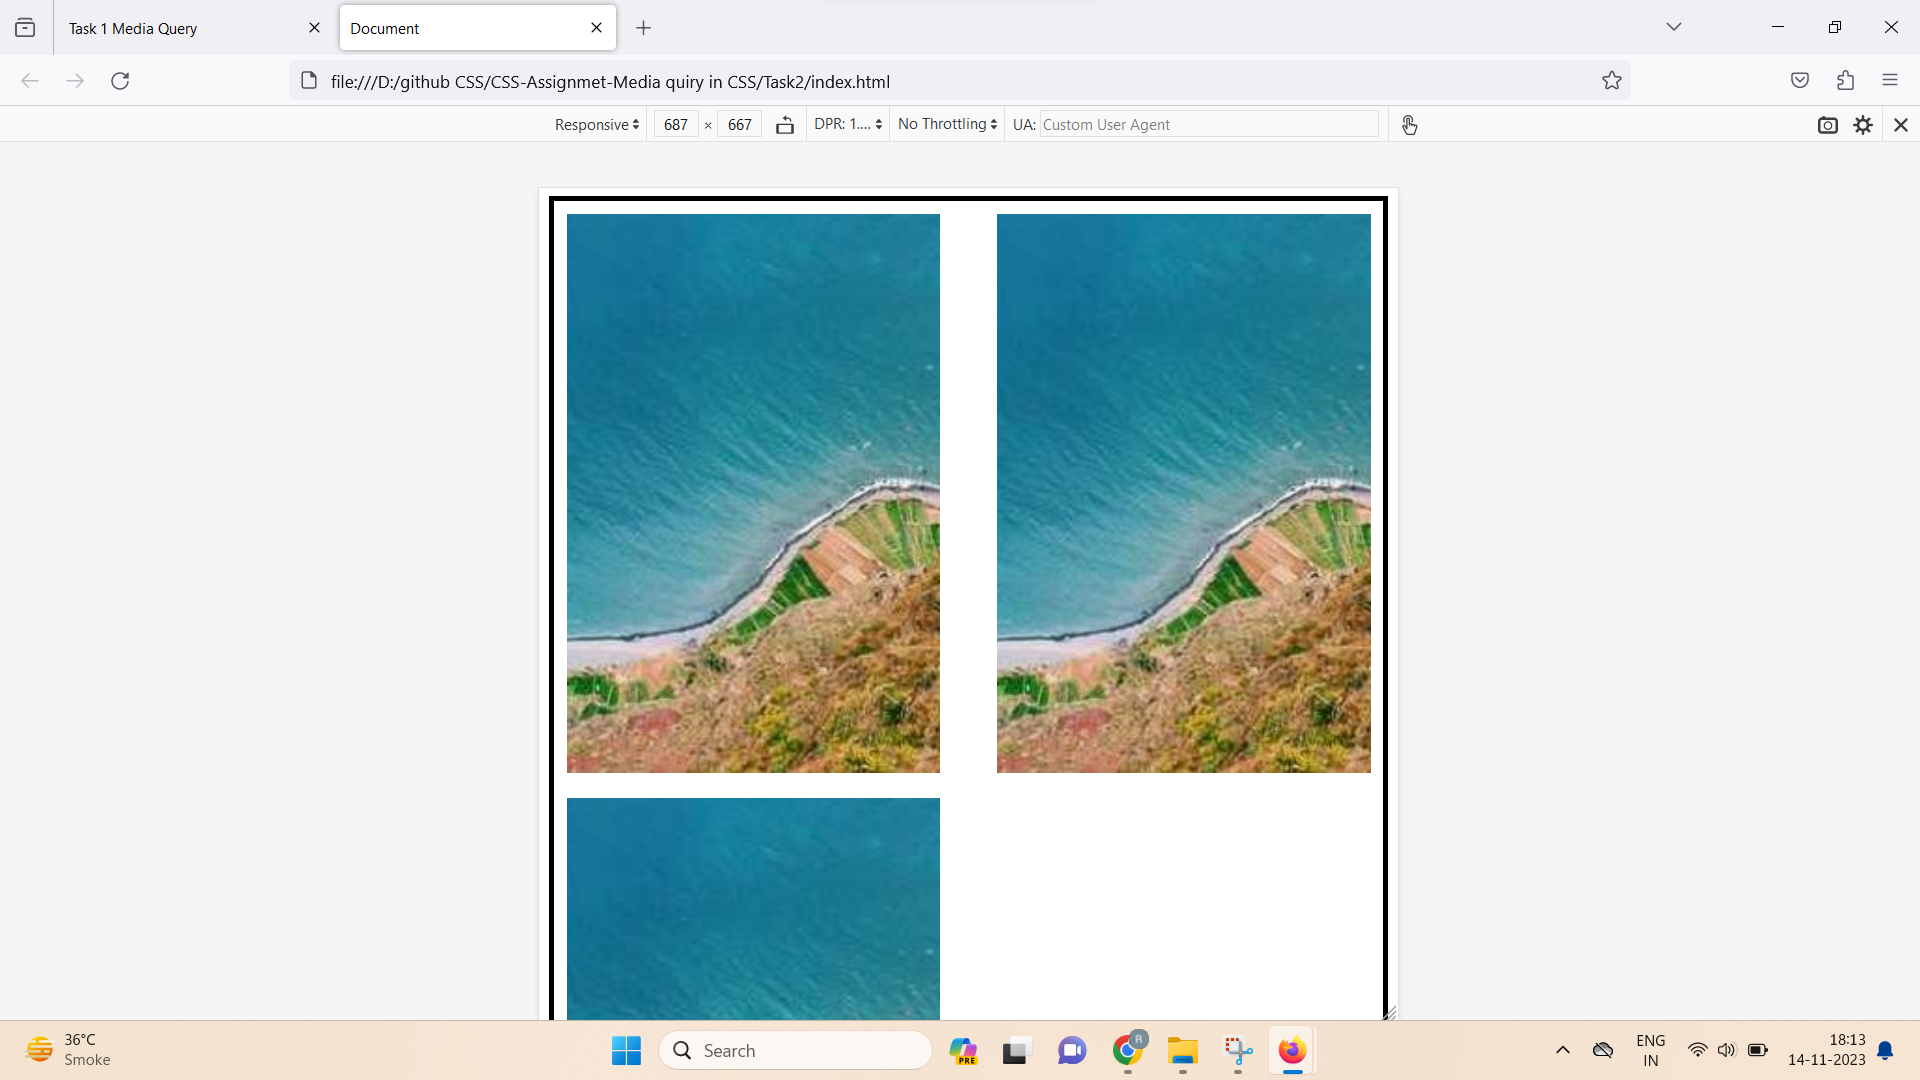 Task 1 Media Query
Document
file:///D:/github CSS/CSS-Assignmet-Media quiry in CSS/Task2/index.html
Responsive 687 × 667 DPR: 1.... No Throttling UA: Custom User Agent
36°C
Smoke
Search
PRE
R
ENG
IN
18:13
14-11-2023